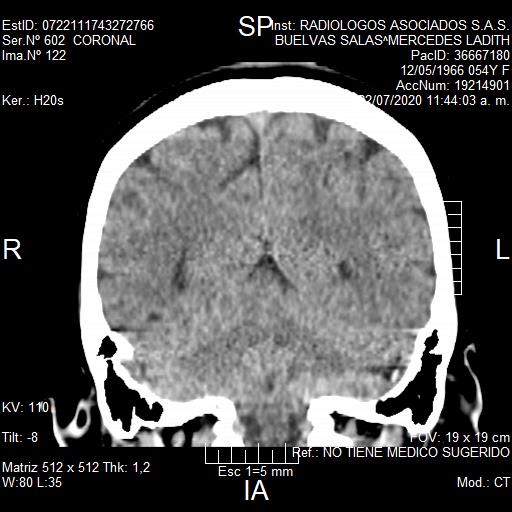 EstID: 0722111743272766
Ser.Nº 602 CORONAL
Ima.Nº 122
SP
Inst: RADIOLOGOS ASOCIADOS S.A.S.
BUELVAS SALAS^MERCEDES LADITH
PacID: 36667180
12/05/1966 054Y F
AccNum: 19214901
Ker.: H20s
2/07/2020 11:44:03 a. m.
R
L
KV: 110
Tilt: -8
FOV: 19 x 19 cm
Ref.: NO TIENE MEDICO SUGERIDO
Matriz 512 x 512 Thk: 1,2
Esc 1=5 mm
W:80 L:35
IA
Mod.: CT